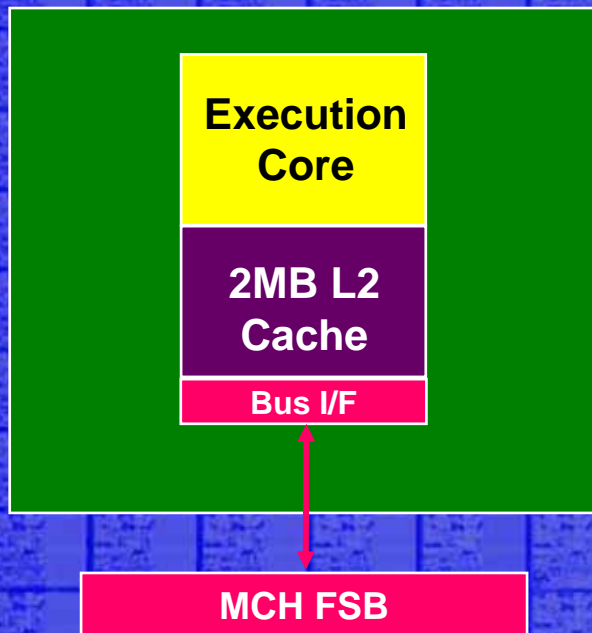 Execution
Core
2MB L2
Cache
Bus I/F
MCH FSB